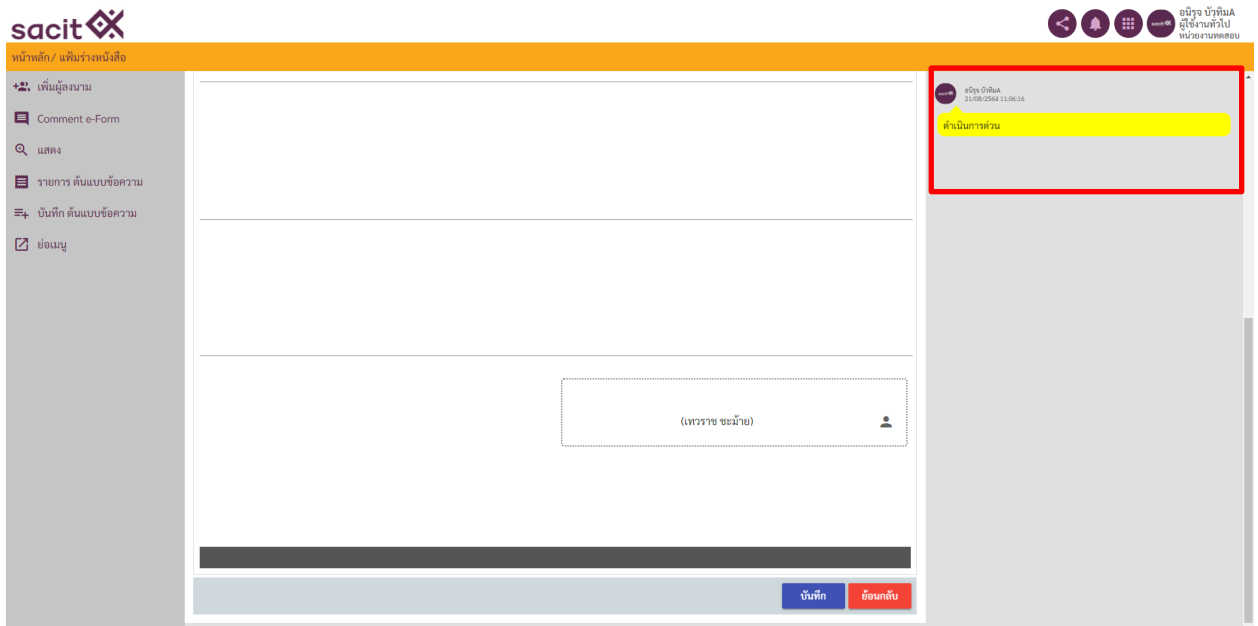 sacit
อนิรุจ บัวทิมA
ผู้ใช้งานทั่วไป
หน่วยงานทดสอบ
หน้าหลัก/ แฟ้มร่างหนังสือ
เพิ่มผู้ลงนาม
Comment e-Form
แสดง
รายการ ต้นแบบข้อความ
บันทึก ต้นแบบข้อความ
ย่อเมนู
(เทวราช ชะม้าย)
บันทึก
ย้อนกลับ
อนิรุจ บัวทิมA
21/08/2564 11:06:16
ดำเนินการด่วน